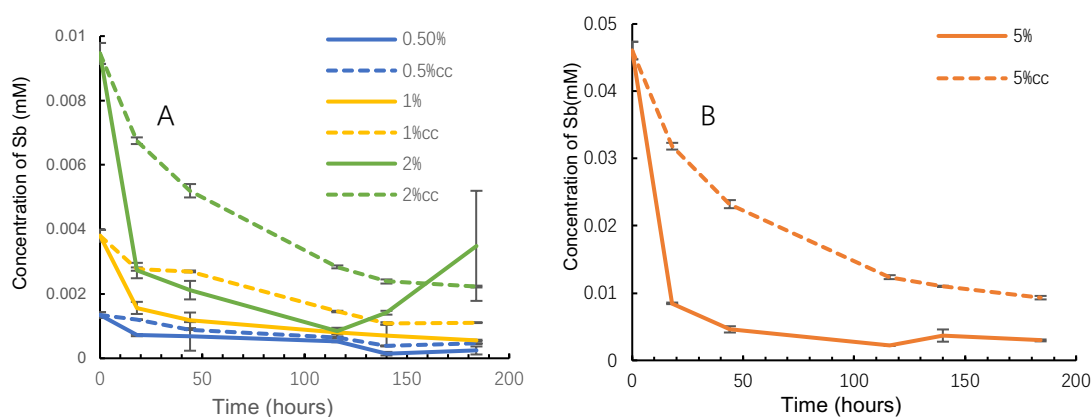 0.01
0.008
0.006
0.004
0.002
0
Concentration of Sb (mM)
0
50
100
150
200
Time (hours)
A
0.50%
0.5%cc
1%
1%cc
2%
2%cc
0.05
0.04
0.03
0.02
0.01
0
Concentration of Sb(mM)
0
50
100
150
200
Time (hours)
B
5%
5%cc